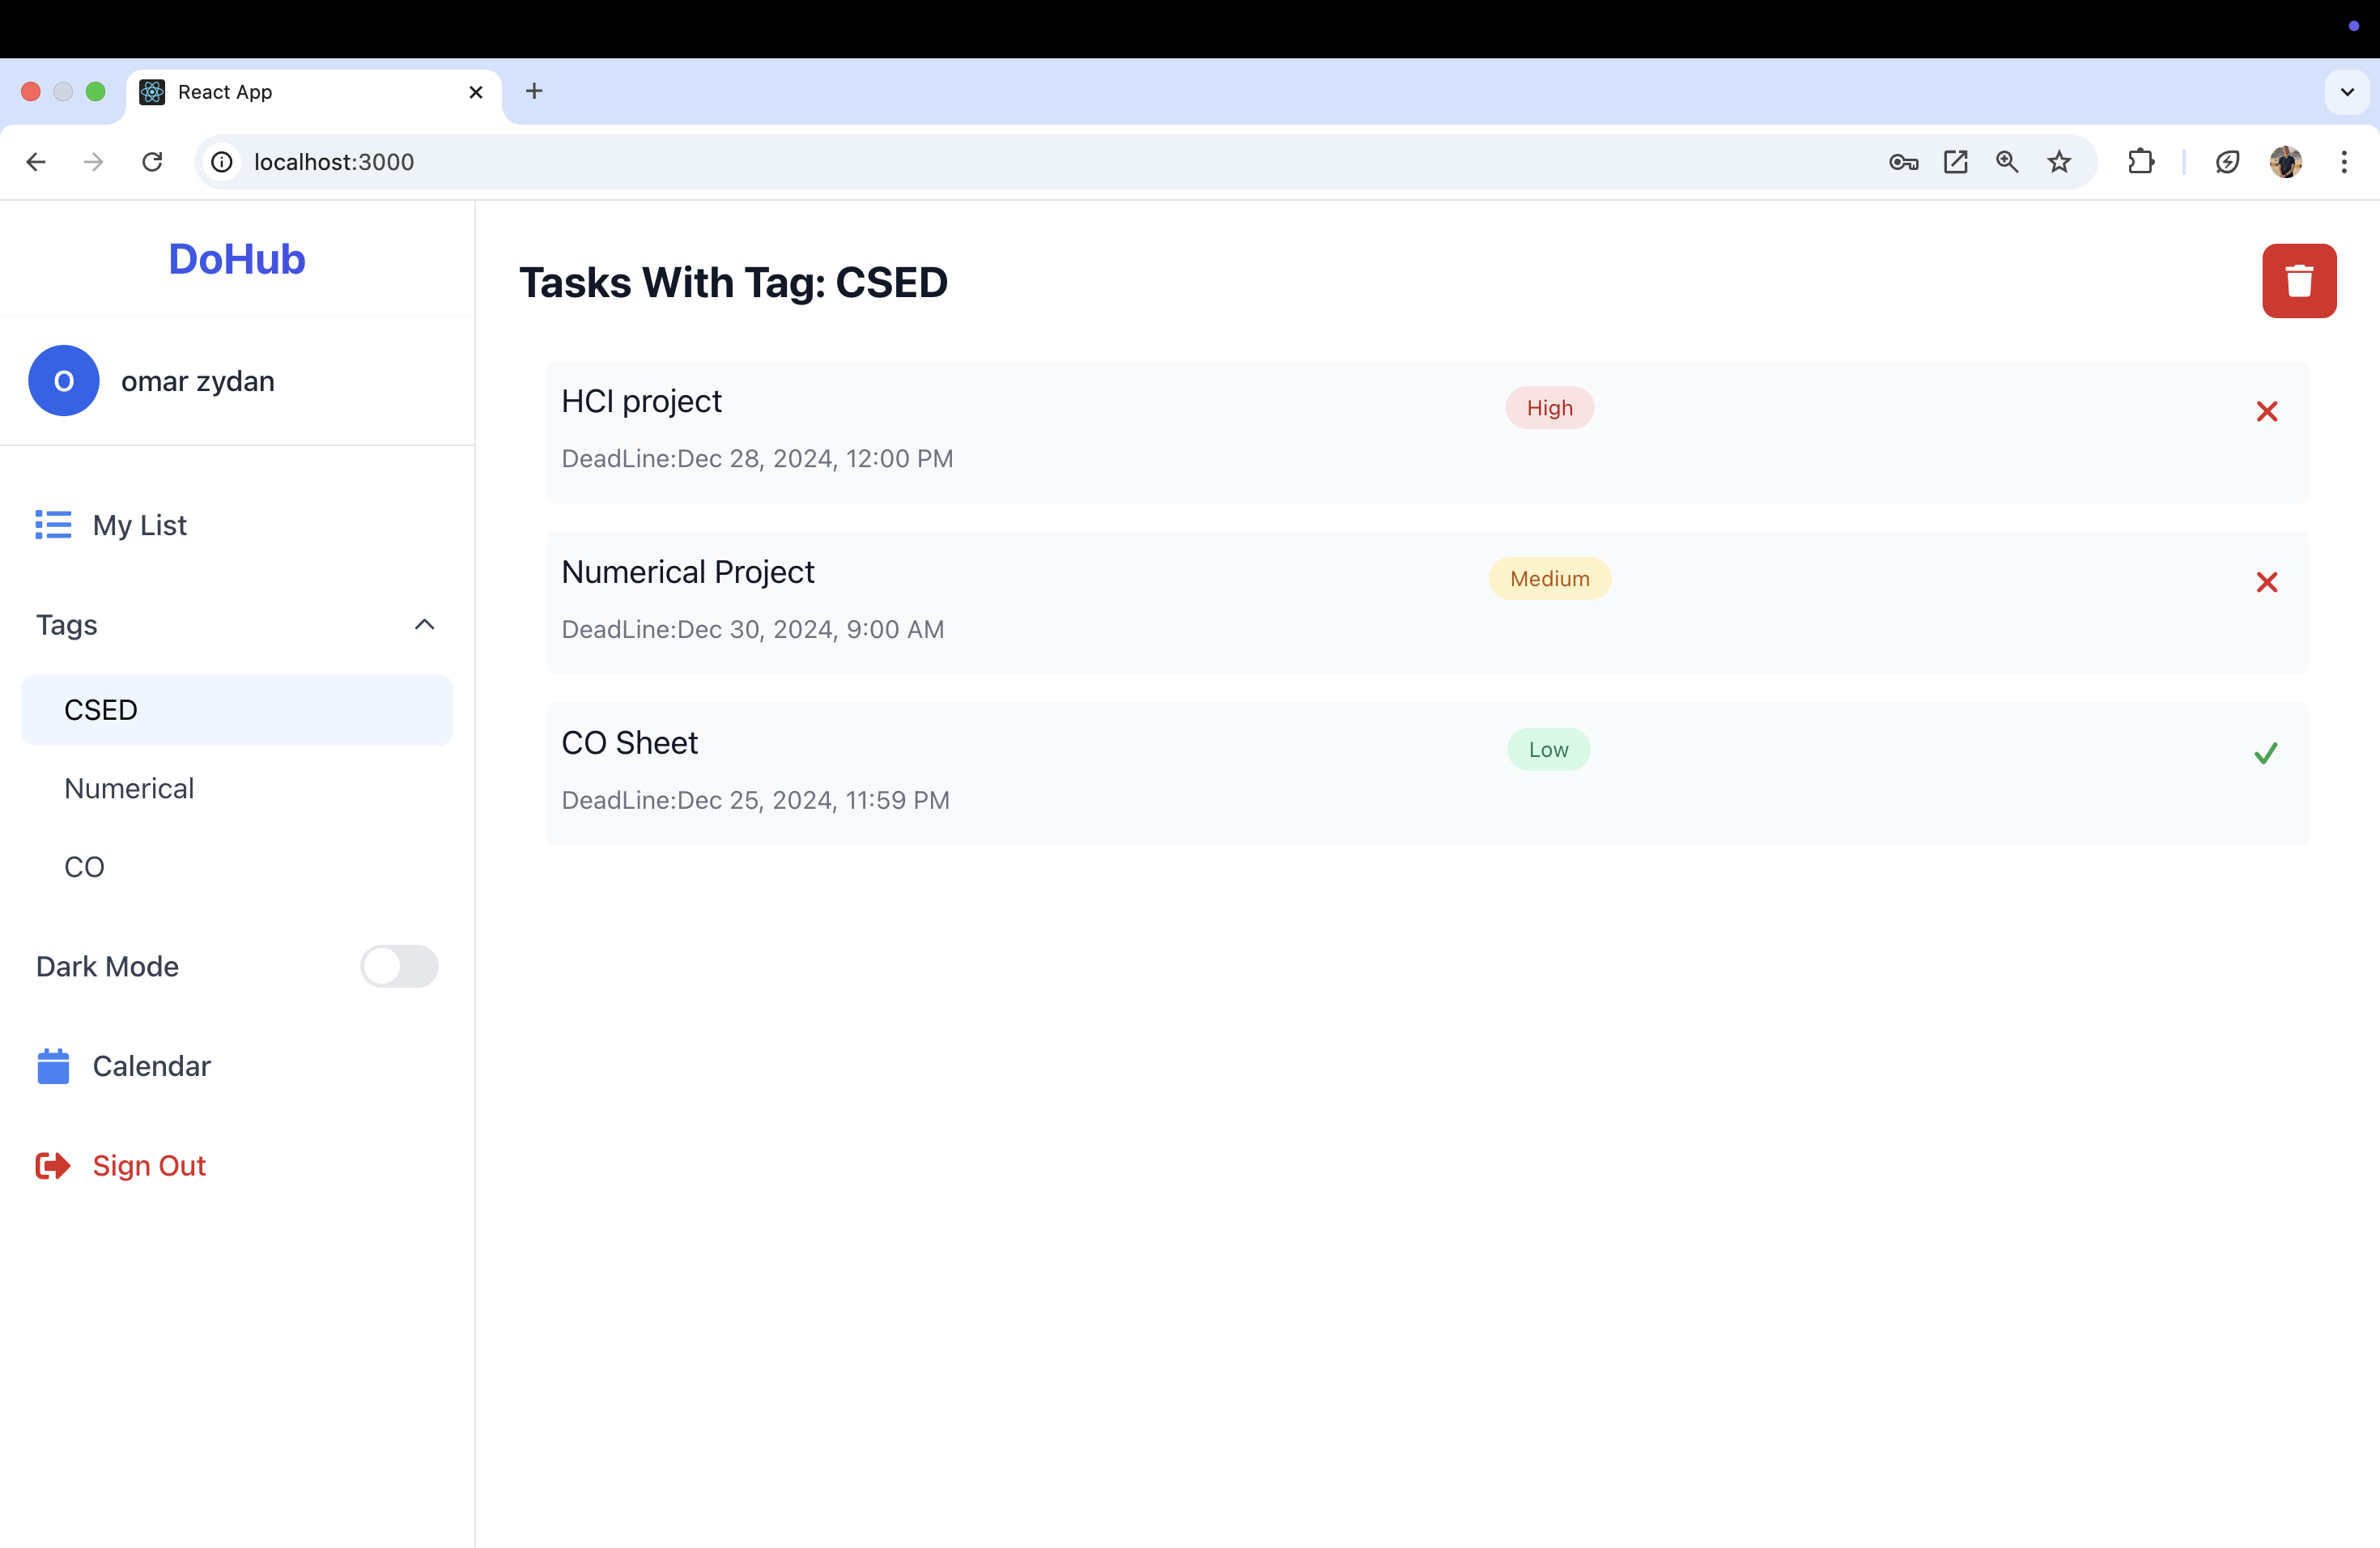 React App
localhost:3000
DoHub
O
omar zydan
My List
Tags
CSED
Numerical
CO
Dark Mode
Calendar
Sign Out
Tasks With Tag: CSED
HCI project
High
DeadLine:Dec 28, 2024, 12:00 PM
Numerical Project
Medium
DeadLine:Dec 30, 2024, 9:00 AM
CO Sheet
Low
DeadLine:Dec 25, 2024, 11:59 PM